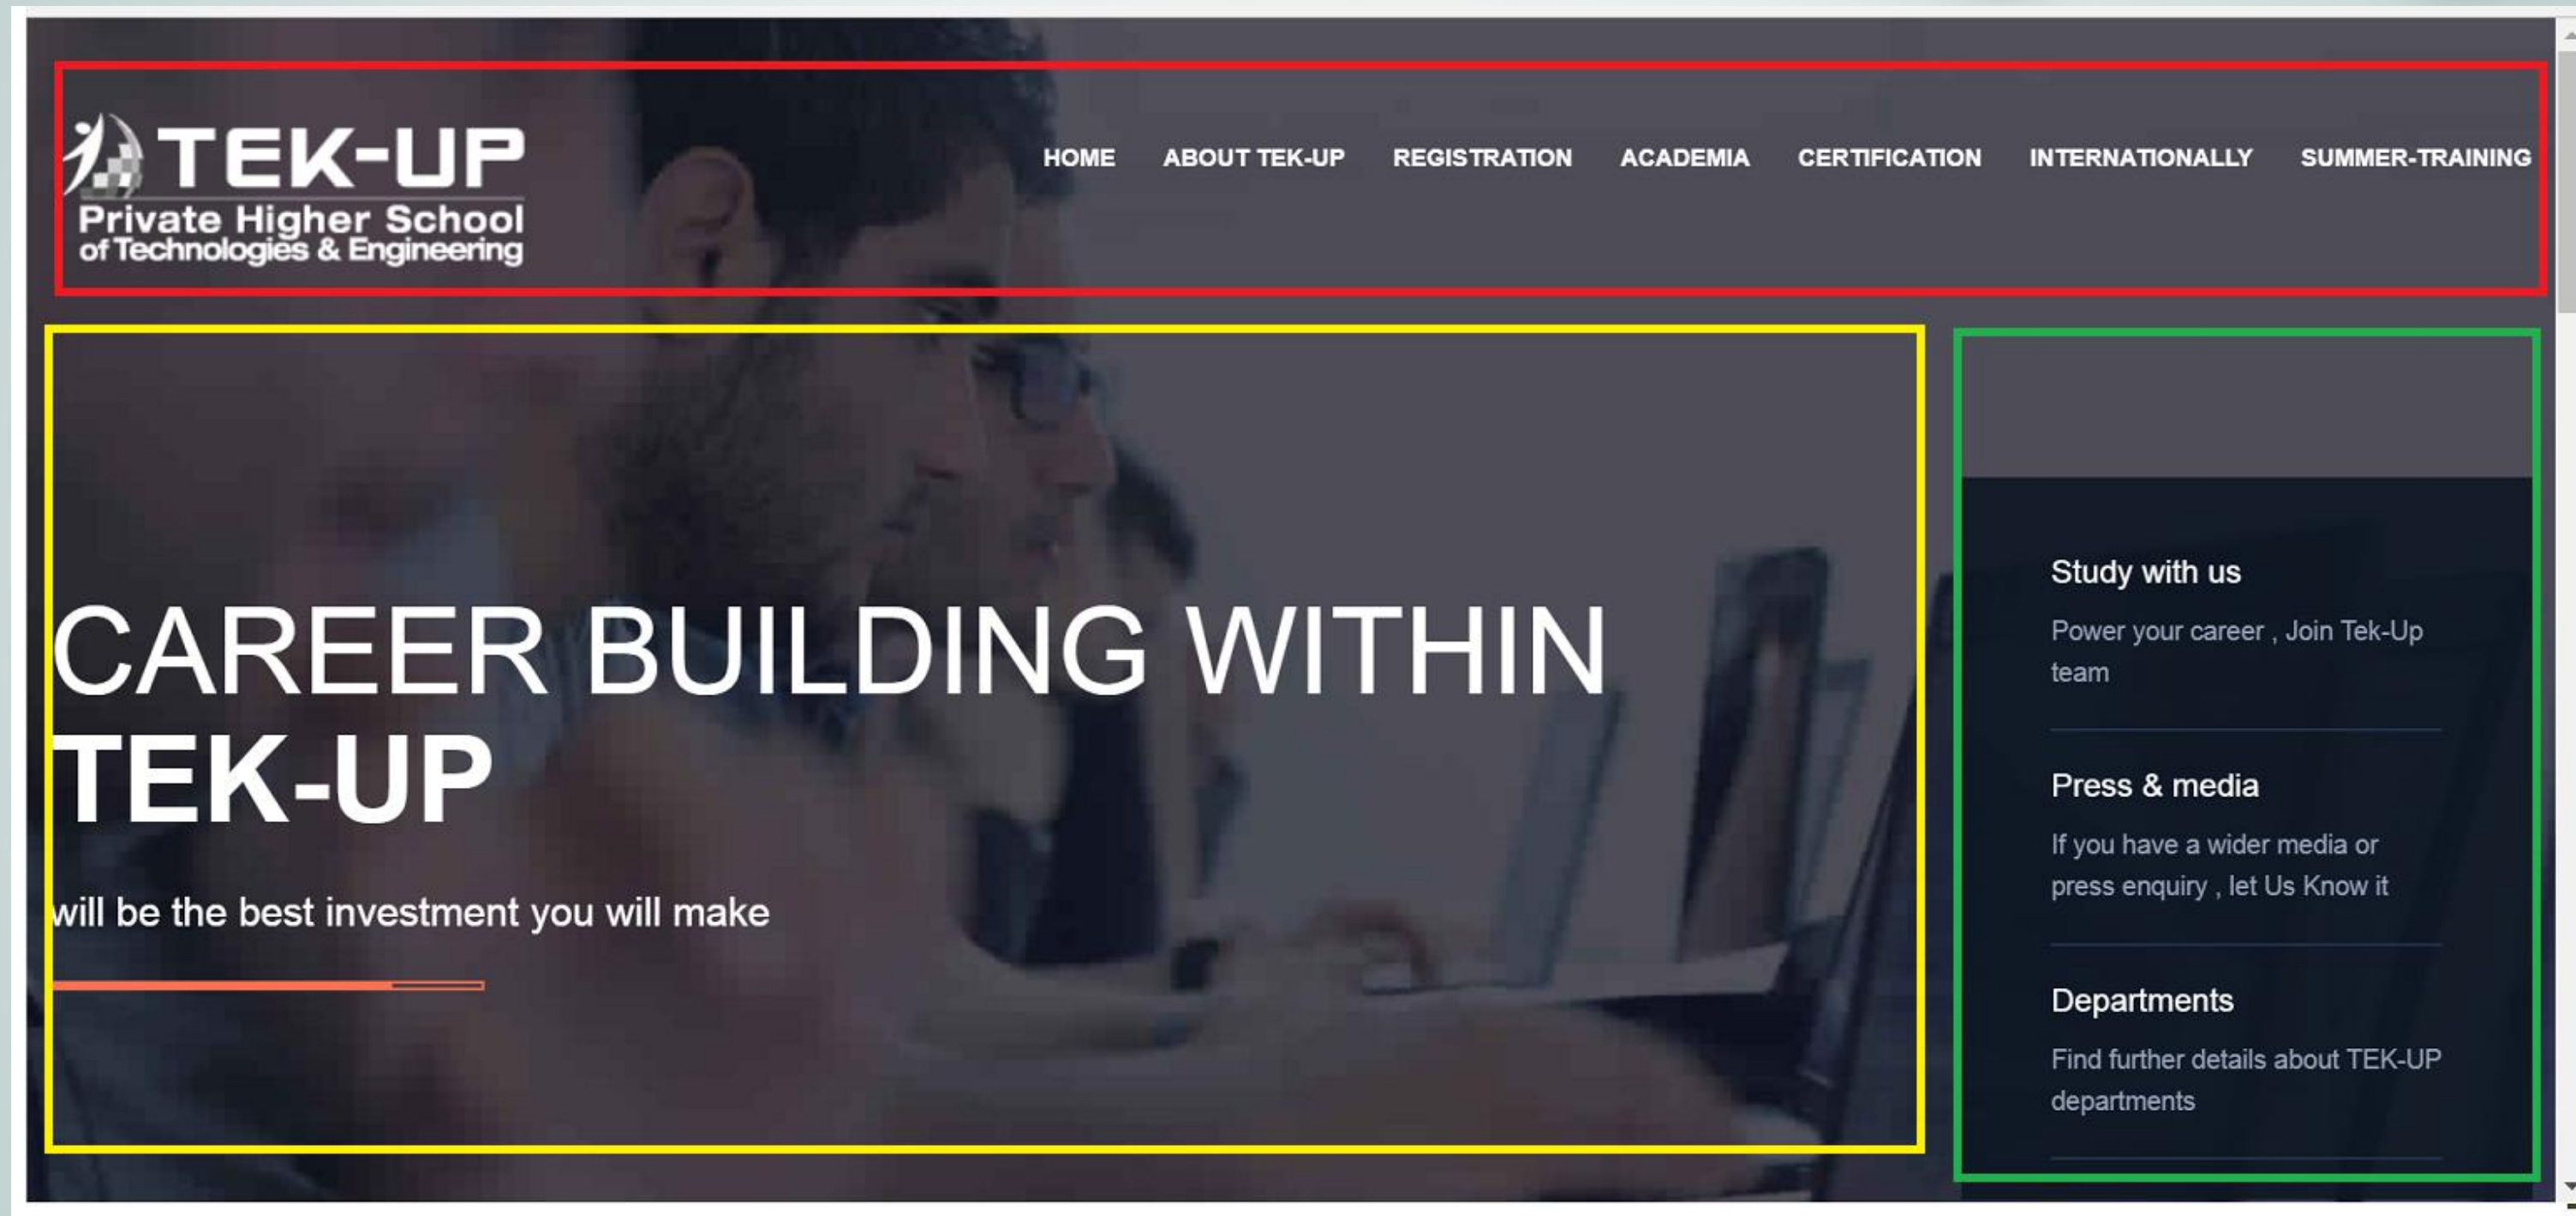 TEK-UP
Private Higher School
of Technologies & Engineering
HOME ABOUT TEK-UP REGISTRATION ACADEMIA CERTIFICATION INTERNATIONALLY SUMMER-TRAINING
CAREER BUILDING WITHIN
TEK-UP
will be the best investment you will make
Study with us
Power your career , Join Tek-Up
team
Press & media
If you have a wider media or
press enquiry , let Us Know it
Departments
Find further details about TEK-UP
departments